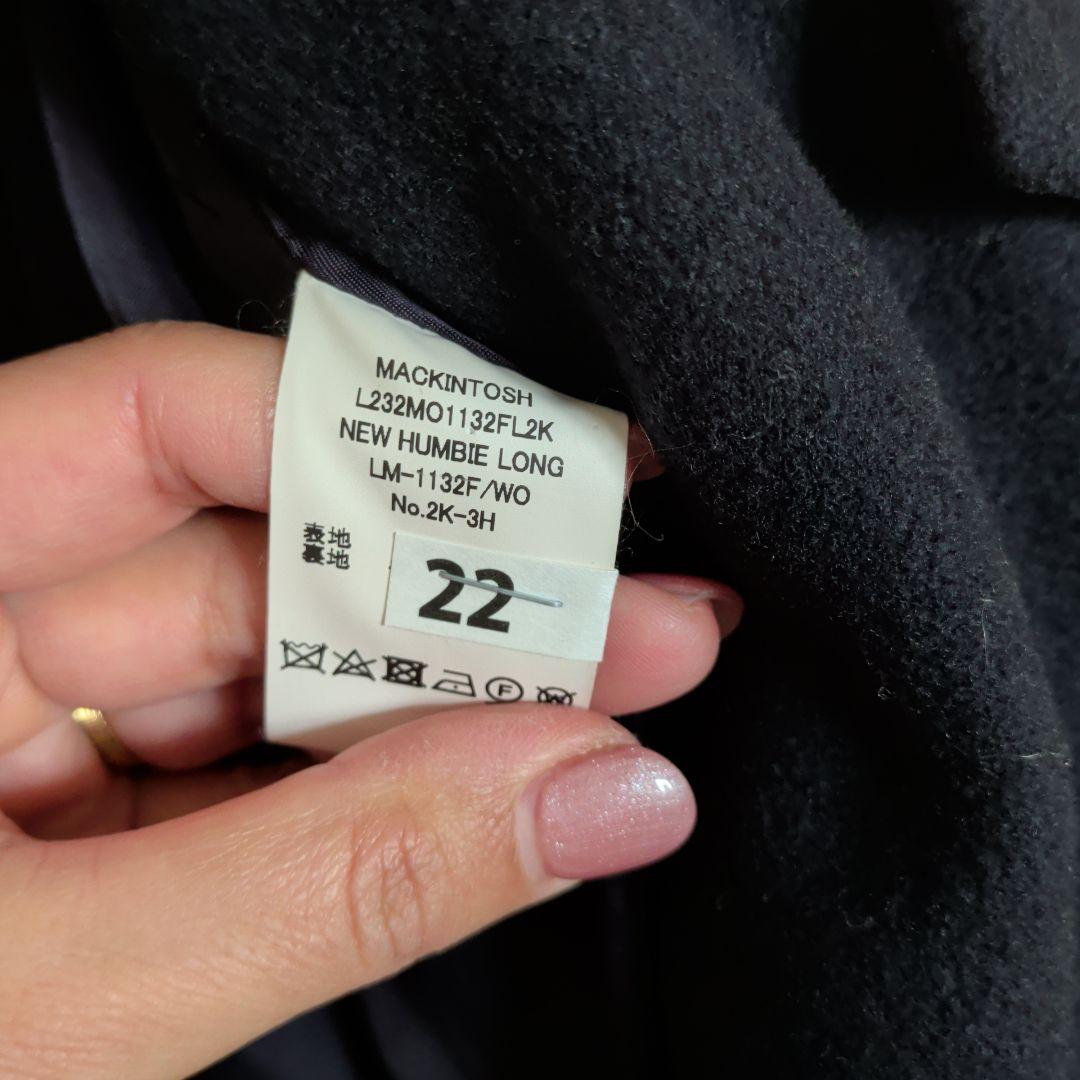 MACKINTOSH
L232MO1132FL2K
NEW HUMBIE LONG
LM-1132F/WO
No.2K-3H
表地
裏地
22
F
W